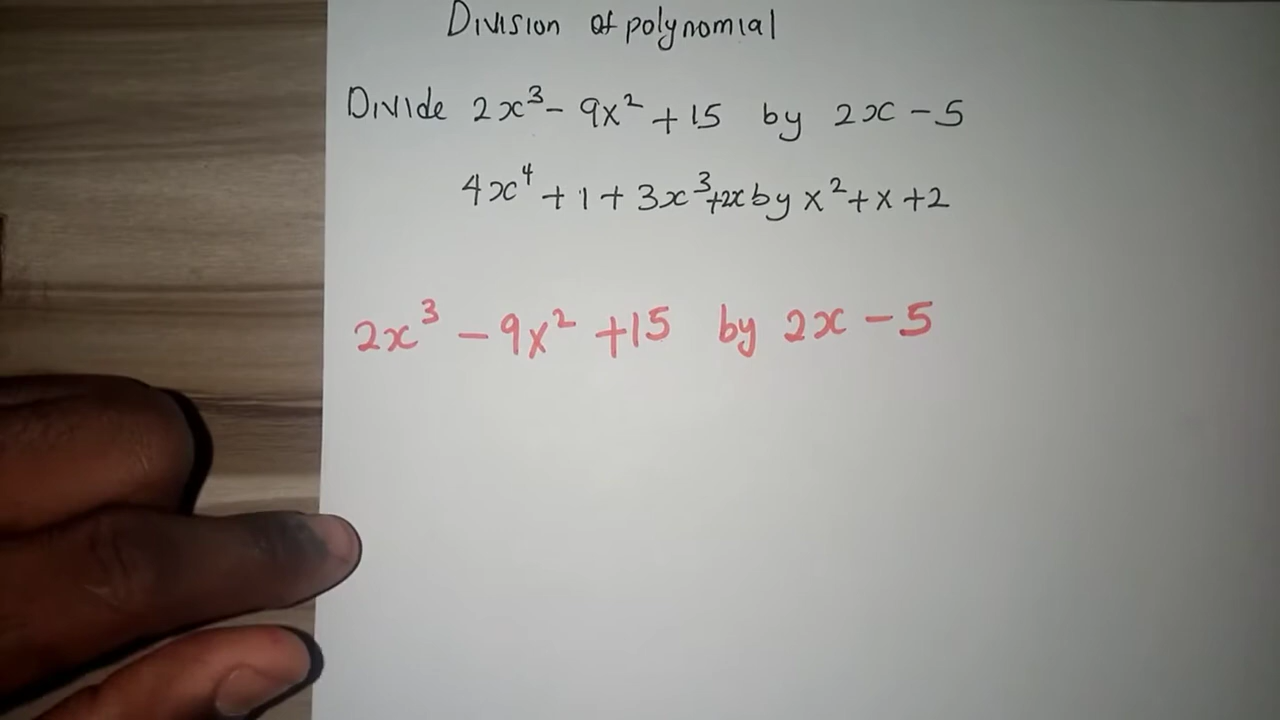 Division of polynomial
Divide 2x³ - 9x² + 15 by 2x - 5
4x⁴ + 1 + 3x³ + 2x by x² + x + 2
2x³ - 9x² + 15 by 2x - 5